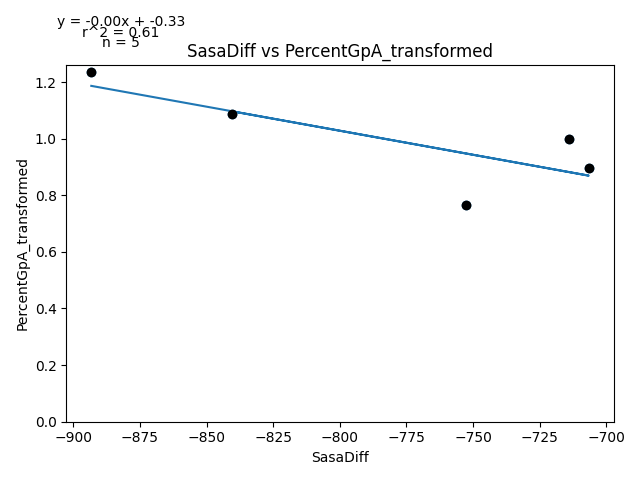 y = -0.00x + -0.33
r^2 = 0.61
n = 5
SasaDiff vs PercentGpA_transformed
PercentGpA_transformed
1.2
1.0
0.8
0.6
0.4
0.2
0.0
−900
−875
−850
−825
−800
−775
−750
−725
−700
SasaDiff